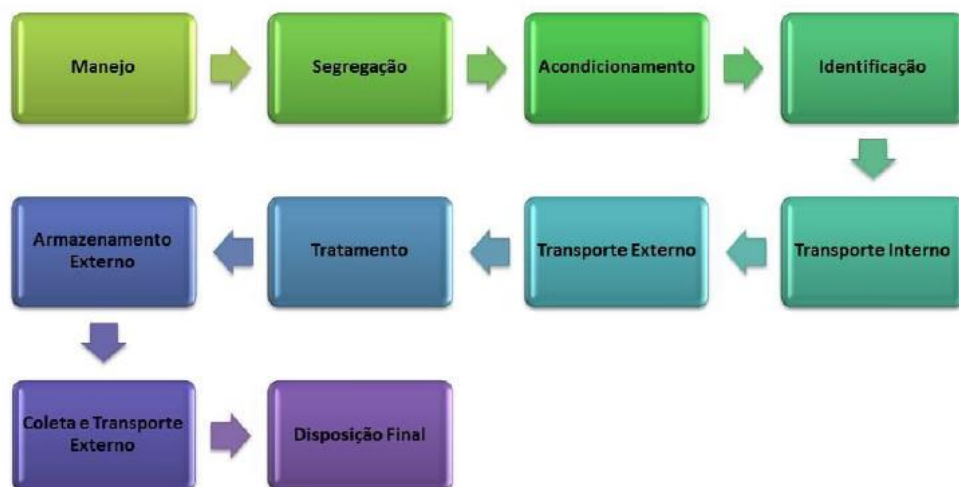 Manejo
Segregação
Acondicionamento
Identificação
Transporte Interno
Transporte Externo
Tratamento
Armazenamento
Externo
Coleta e Transporte
Externo
Disposição Final